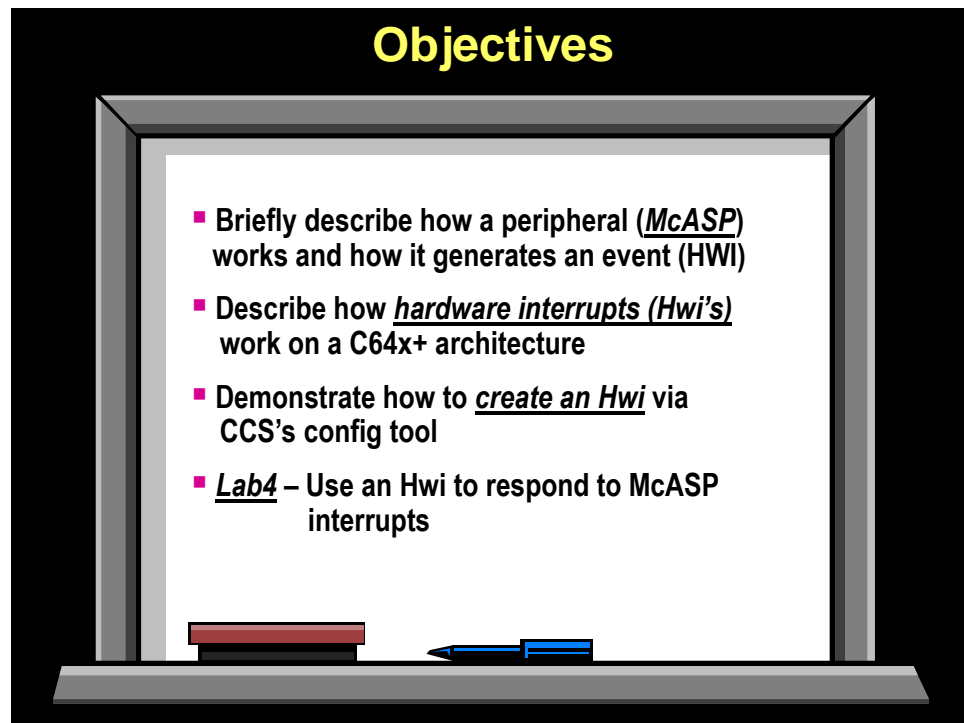 Objectives
▪ Briefly describe how a peripheral (McASP)
works and how it generates an event (HWI)
▪ Describe how hardware interrupts (Hwi's)
work on a C64x+ architecture
▪ Demonstrate how to create an Hwi via
CCS's config tool
▪ Lab4 – Use an Hwi to respond to McASP
interrupts